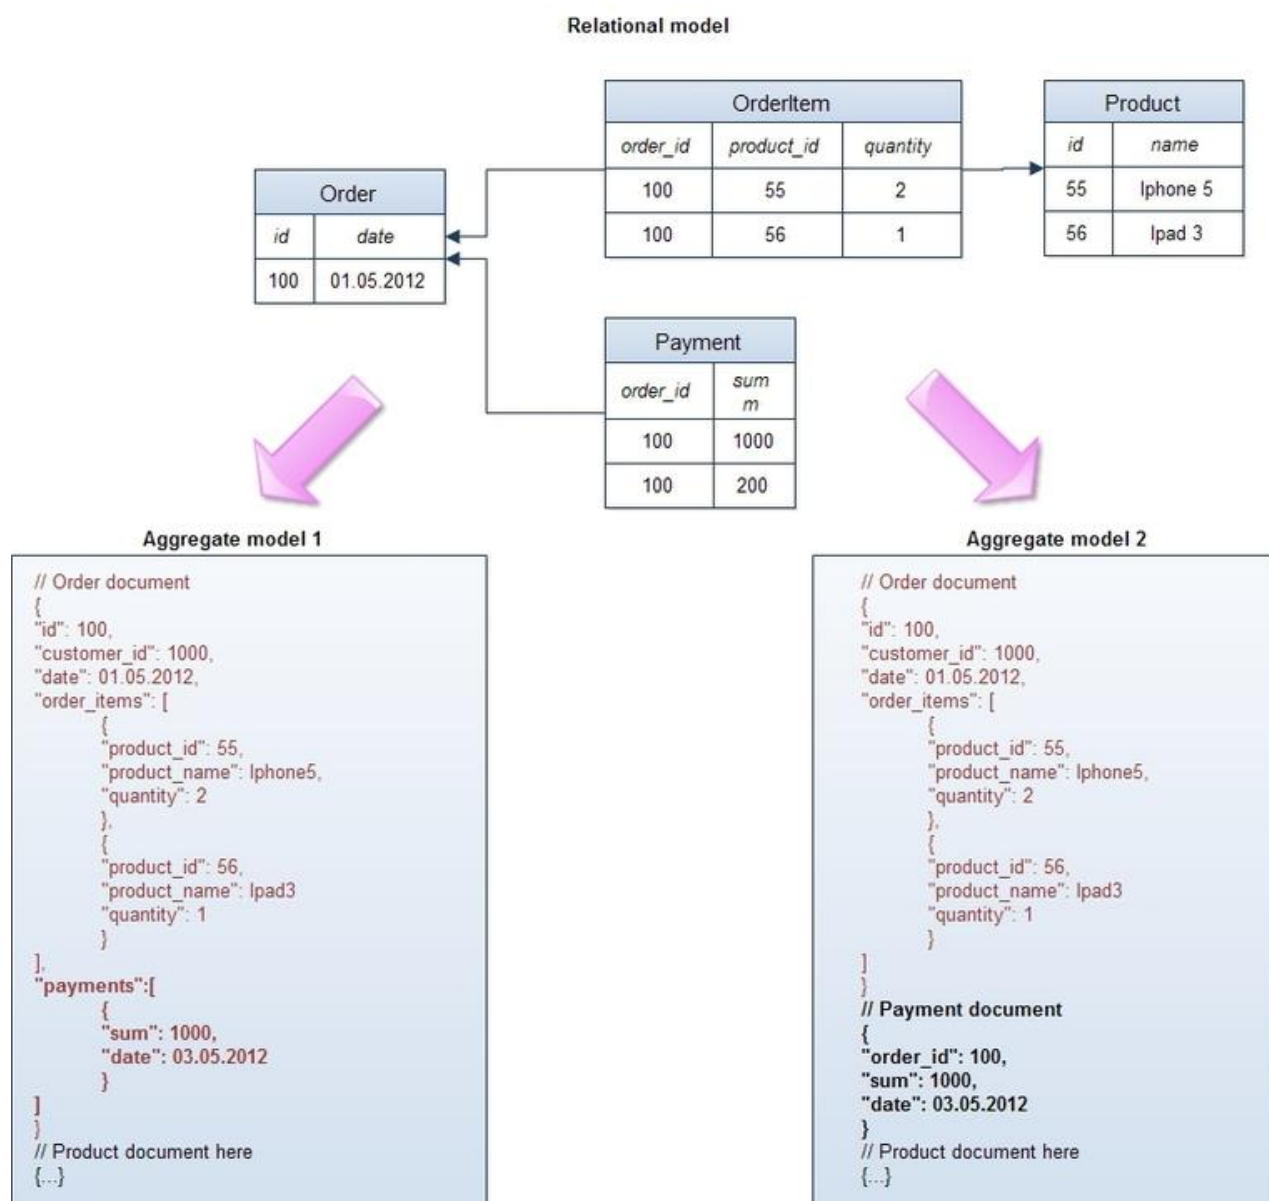 Relational model
OrderItem
order_id product_id quantity
100 55 2
100 56 1
Product
id name
55 Iphone 5
56 Ipad 3
Order
id date
100 01.05.2012
Payment
order_id sum
m
100 1000
100 200
Aggregate model 1
// Order document
{
"id": 100,
"customer_id": 1000,
"date": 01.05.2012,
"order_items": [
{
"product_id": 55,
"product_name": Iphone5,
"quantity": 2
},
{
"product_id": 56,
"product_name": Ipad3
"quantity": 1
}
],
"payments":[
{
"sum": 1000,
"date": 03.05.2012
}
]
}
// Product document here
{...}
Aggregate model 2
// Order document
{
"id": 100,
"customer_id": 1000,
"date": 01.05.2012,
"order_items": [
{
"product_id": 55,
"product_name": Iphone5,
"quantity": 2
},
{
"product_id": 56,
"product_name": Ipad3
"quantity": 1
}
]
}
// Payment document
{
"order_id": 100,
"sum": 1000,
"date": 03.05.2012
}
// Product document here
{...}